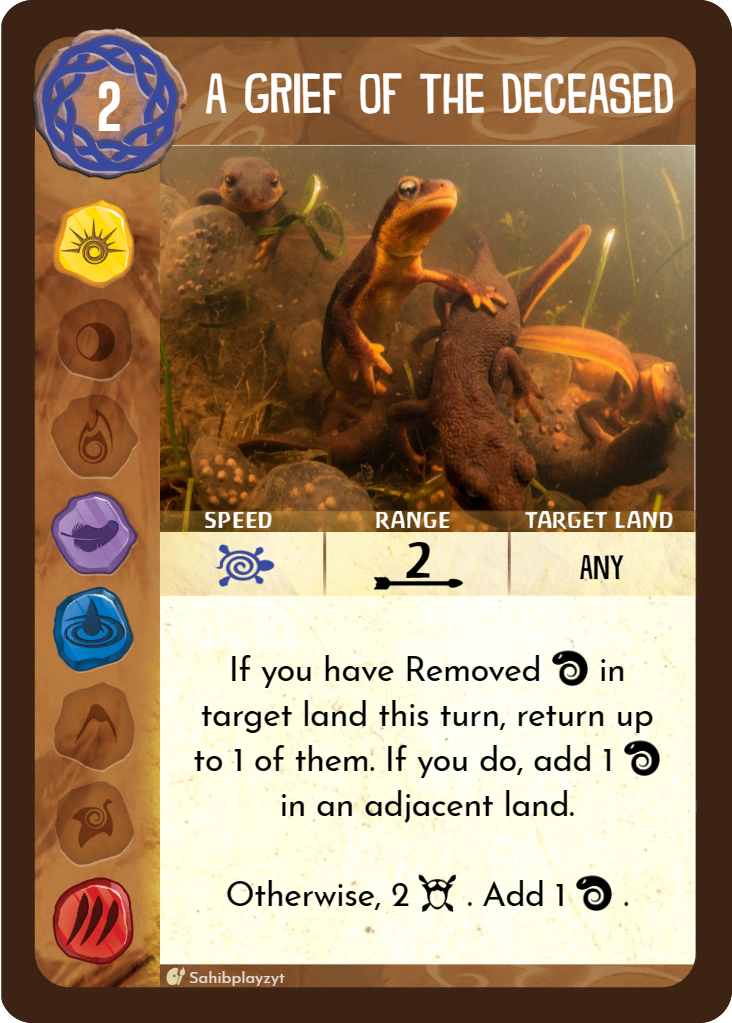 2
A GRIEF OF THE DECEASED
SPEED
RANGE
TARGET LAND
2
ANY
If you have Removed in
target land this turn, return up
to 1 of them. If you do, add 1
in an adjacent land.
Otherwise, 2 . Add 1 .
Sahibplayzyt